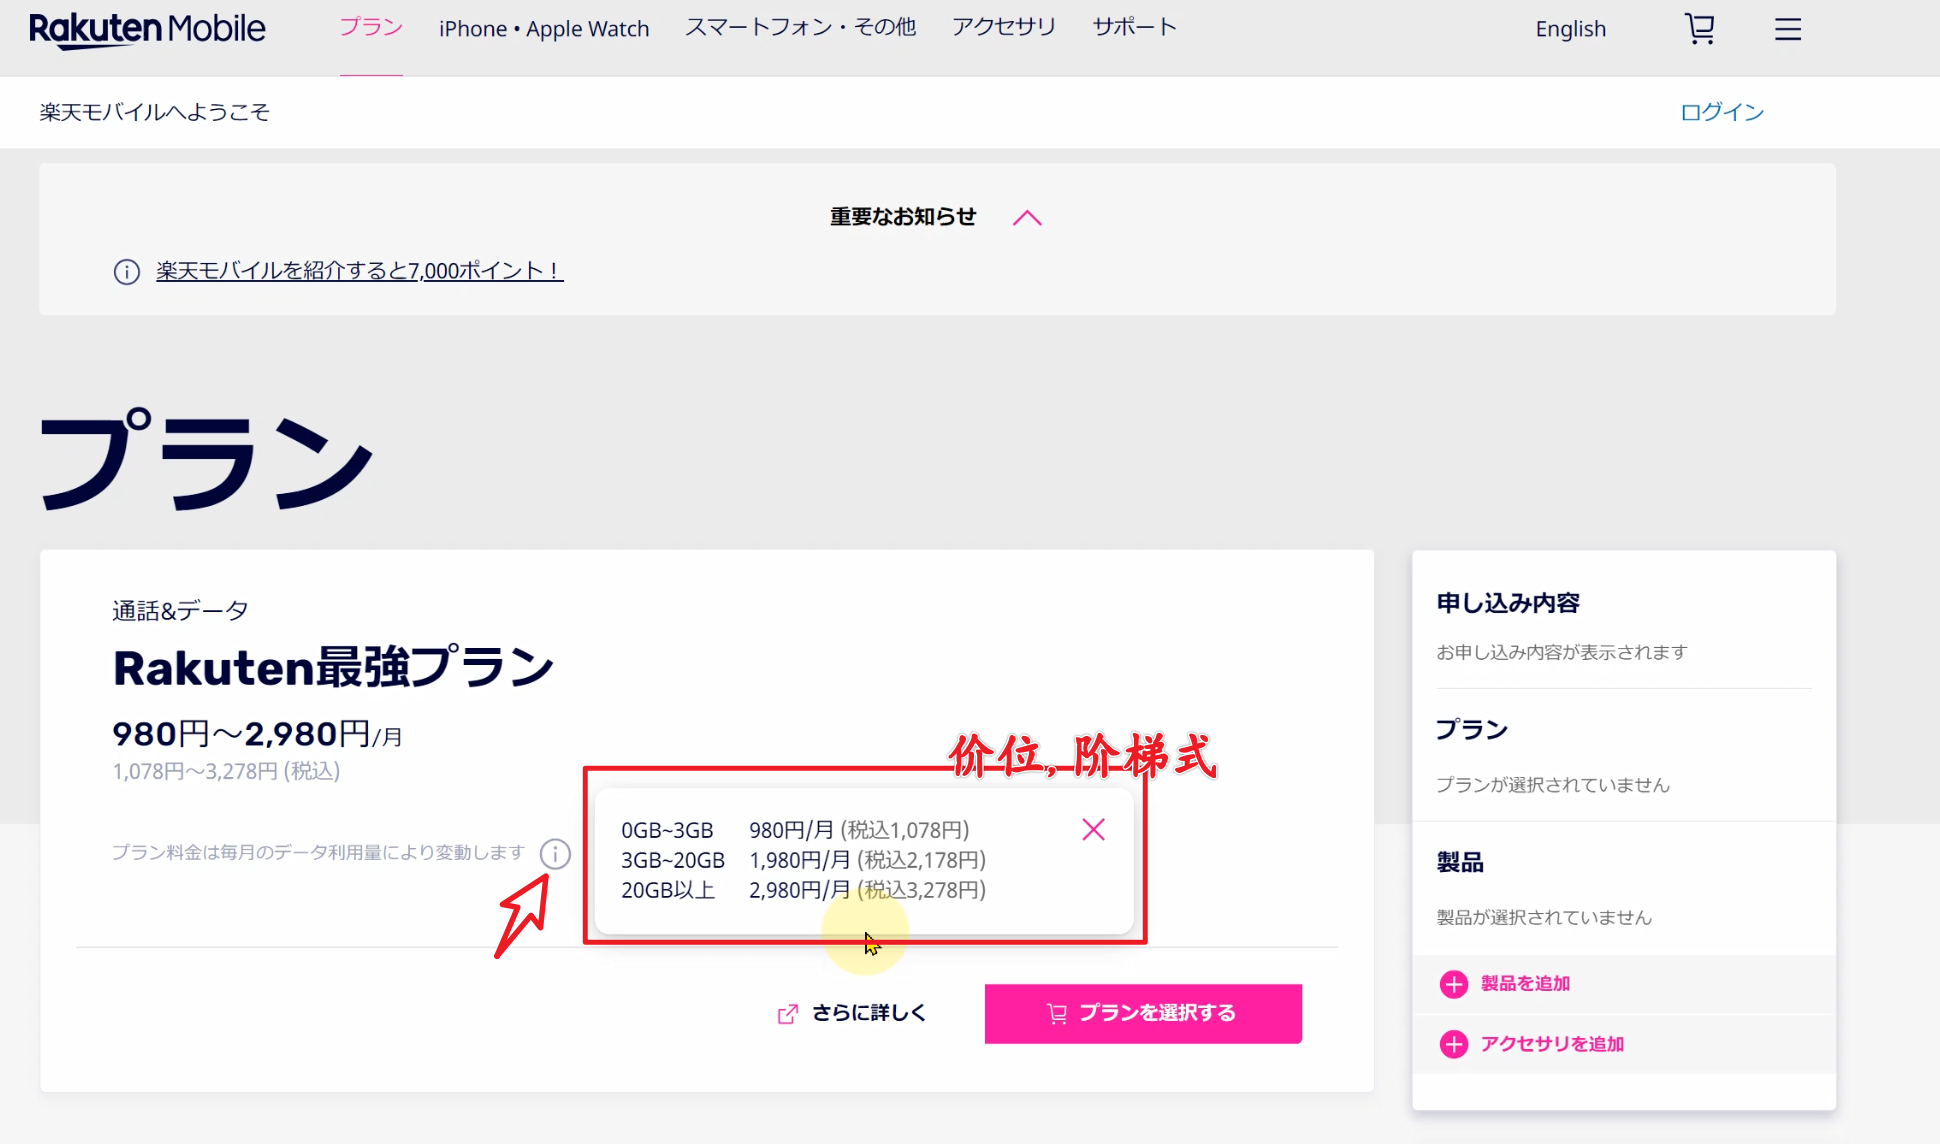 Rakuten Mobile
プラン
iPhone • Apple Watch
スマートフォン・その他
アクセサリ
サポート
English
楽天モバイルへようこそ
ログイン
重要なお知らせ
楽天モバイルを紹介すると7,000ポイント！
プラン
通話&データ
Rakuten最強プラン
980円～2,980円/月
1,078円～3,278円 (税込)
プラン料金は毎月のデータ利用量により変動します
价位, 阶梯式
0GB~3GB 980円/月 (税込1,078円)
3GB~20GB 1,980円/月 (税込2,178円)
20GB以上 2,980円/月 (税込3,278円)
さらに詳しく
プランを選択する
申し込み内容
お申し込み内容が表示されます
プラン
プランが選択されていません
製品
製品が選択されていません
製品を追加
アクセサリを追加